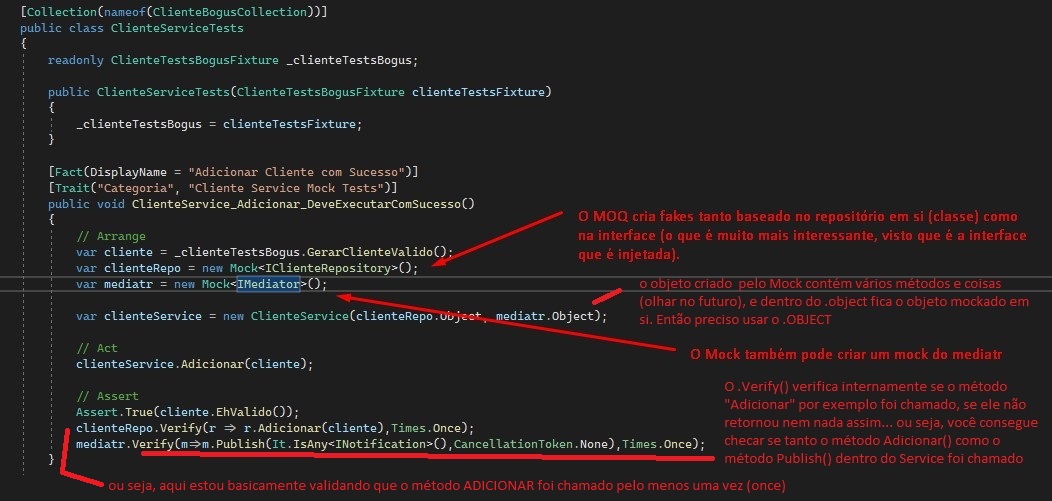 [Collection(nameof(ClienteBogusCollection))]
public class ClienteServiceTests
{
readonly ClienteTestsBogusFixture _clienteTestsBogus;
public ClienteServiceTests(ClienteTestsBogusFixture clienteTestsFixture)
{
_clienteTestsBogus = clienteTestsFixture;
}
[Fact(DisplayName = "Adicionar Cliente com Sucesso")]
[Trait("Categoria", "Cliente Service Mock Tests")]
public void ClienteService_Adicionar_DeveExecutarComSucesso()
{
// Arrange
var cliente = _clienteTestsBogus.GerarClienteValido();
var clienteRepo = new Mock<IClienteRepository>();
var mediatr = new Mock<IMediator>();
var clienteService = new ClienteService(clienteRepo.Object, mediatr.Object);
// Act
clienteService.Adicionar(cliente);
// Assert
Assert.True(cliente.EhValido());
clienteRepo.Verify(r => r.Adicionar(cliente),Times.Once);
mediatr.Verify(m=>m.Publish(It.IsAny<INotification>(),CancellationToken.None),Times.Once);
}
O MOQ cria fakes tanto baseado no repositório em si (classe) como
na interface (o que é muito mais interessante, visto que é a interface
que é injetada).
o objeto criado pelo Mock contém vários métodos e coisas
(olhar no futuro), e dentro do .object fica o objeto mockado em
si. Então preciso usar o .OBJECT
O Mock também pode criar um mock do mediatr
O .Verify() verifica internamente se o método
"Adicionar" por exemplo foi chamado, se ele não
retornou nem nada assim... ou seja, você consegue
checar se tanto o método Adicionar() como o
método Publish() dentro do Service foi chamado
ou seja, aqui estou basicamente validando que o método ADICIONAR foi chamado pelo menos uma vez (once)